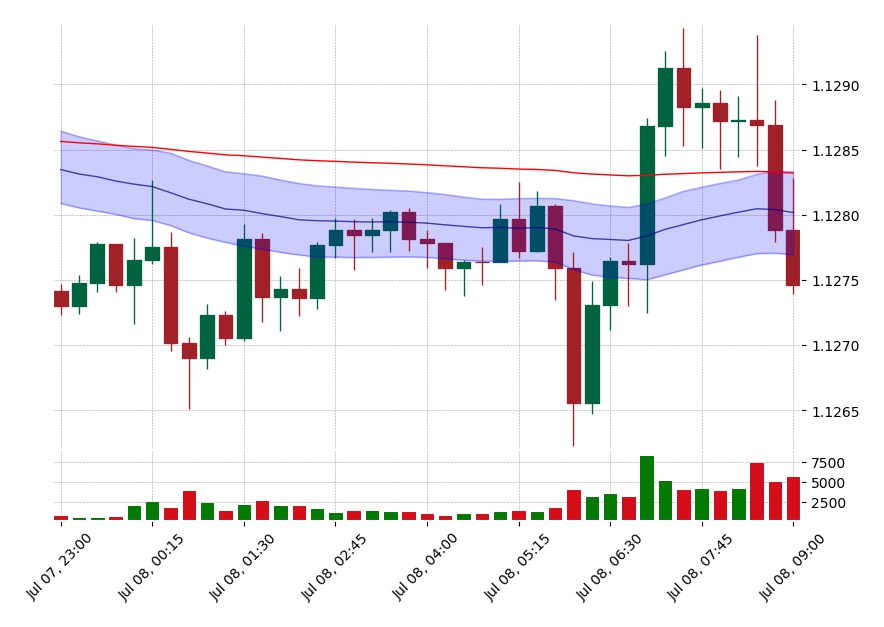 1.1290
1.1285
1.1280
1.1275
1.1270
1.1265
7500
5000
2500
Jul 07, 23:00
Jul 08, 00:15
Jul 08, 01:30
Jul 08, 02:45
Jul 08, 04:00
Jul 08, 05:15
Jul 08, 06:30
Jul 08, 07:45
Jul 08, 09:00